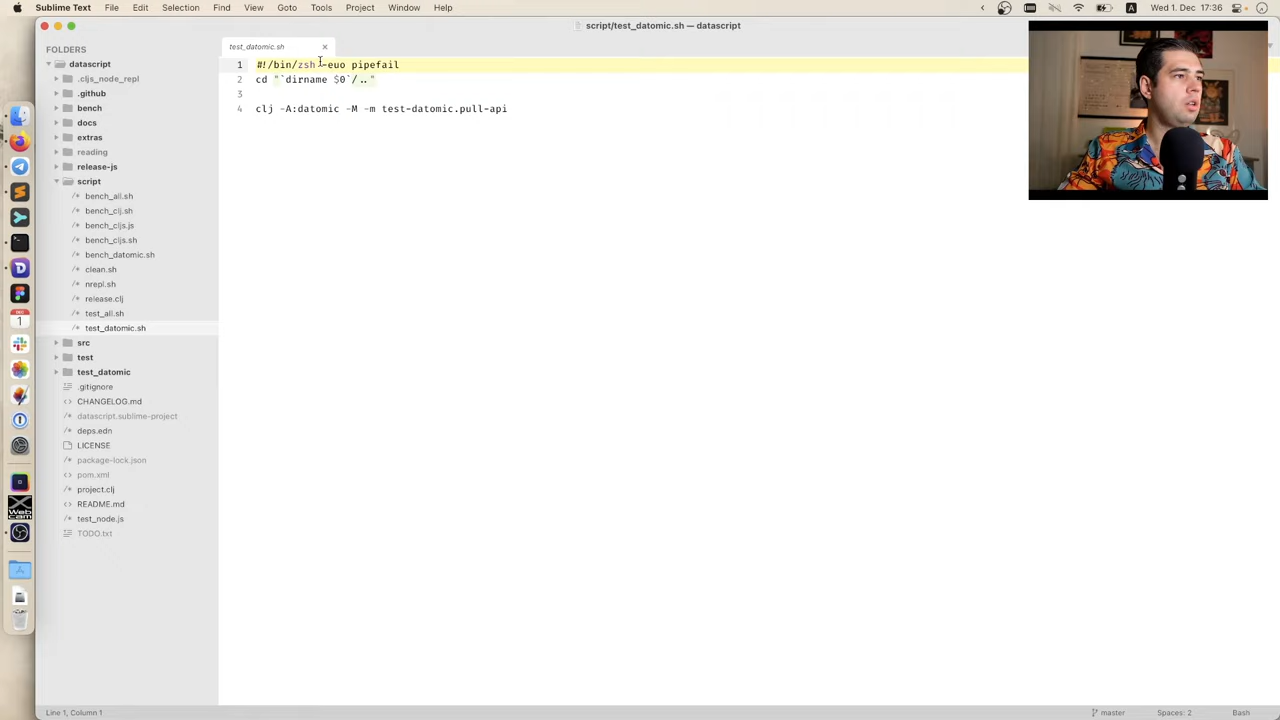 Sublime Text File Edit Selection Find View Goto Tools Project Window Help
A Wed 1. Dec 17:36
script/test_datomic.sh — datascript
FOLDERS
datascript
.cljs_node_repl
.github
bench
docs
extras
reading
release-js
script
bench_all.sh
bench_clj.sh
bench_cljs.js
bench_cljs.sh
bench_datomic.sh
clean.sh
nrepl.sh
release.clj
test_all.sh
test_datomic.sh
src
test
test_datomic
.gitignore
CHANGELOG.md
datascript.sublime-project
deps.edn
LICENSE
package-lock.json
pom.xml
project.clj
README.md
test_node.js
TODO.txt
test_datomic.sh
1 #!/bin/zsh -euo pipefail
2 cd "`dirname $0`/.."
3
4 clj -A:datomic -M -m test-datomic.pull-api
DEC
1
Web
cam
Line 1, Column 1
master
Spaces: 2
Bash